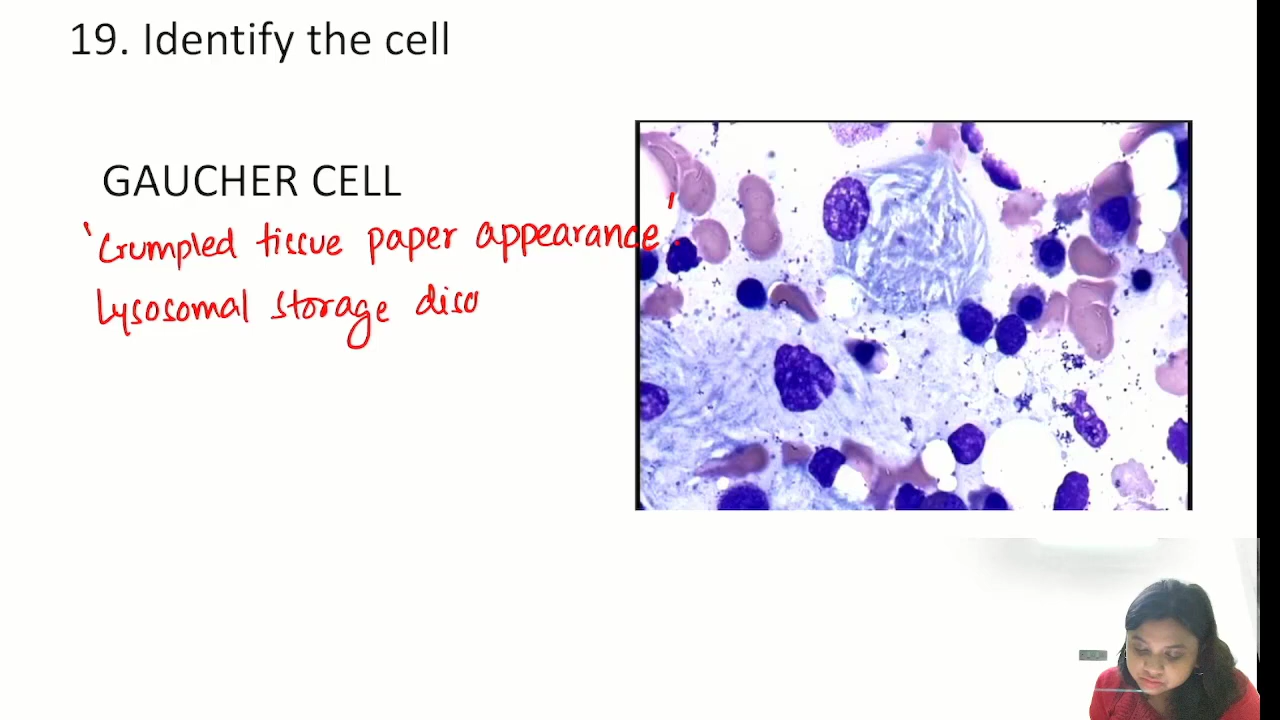 19. Identify the cell
GAUCHER CELL
'Crumpled tissue paper appearance'.
Lysosomal storage diso